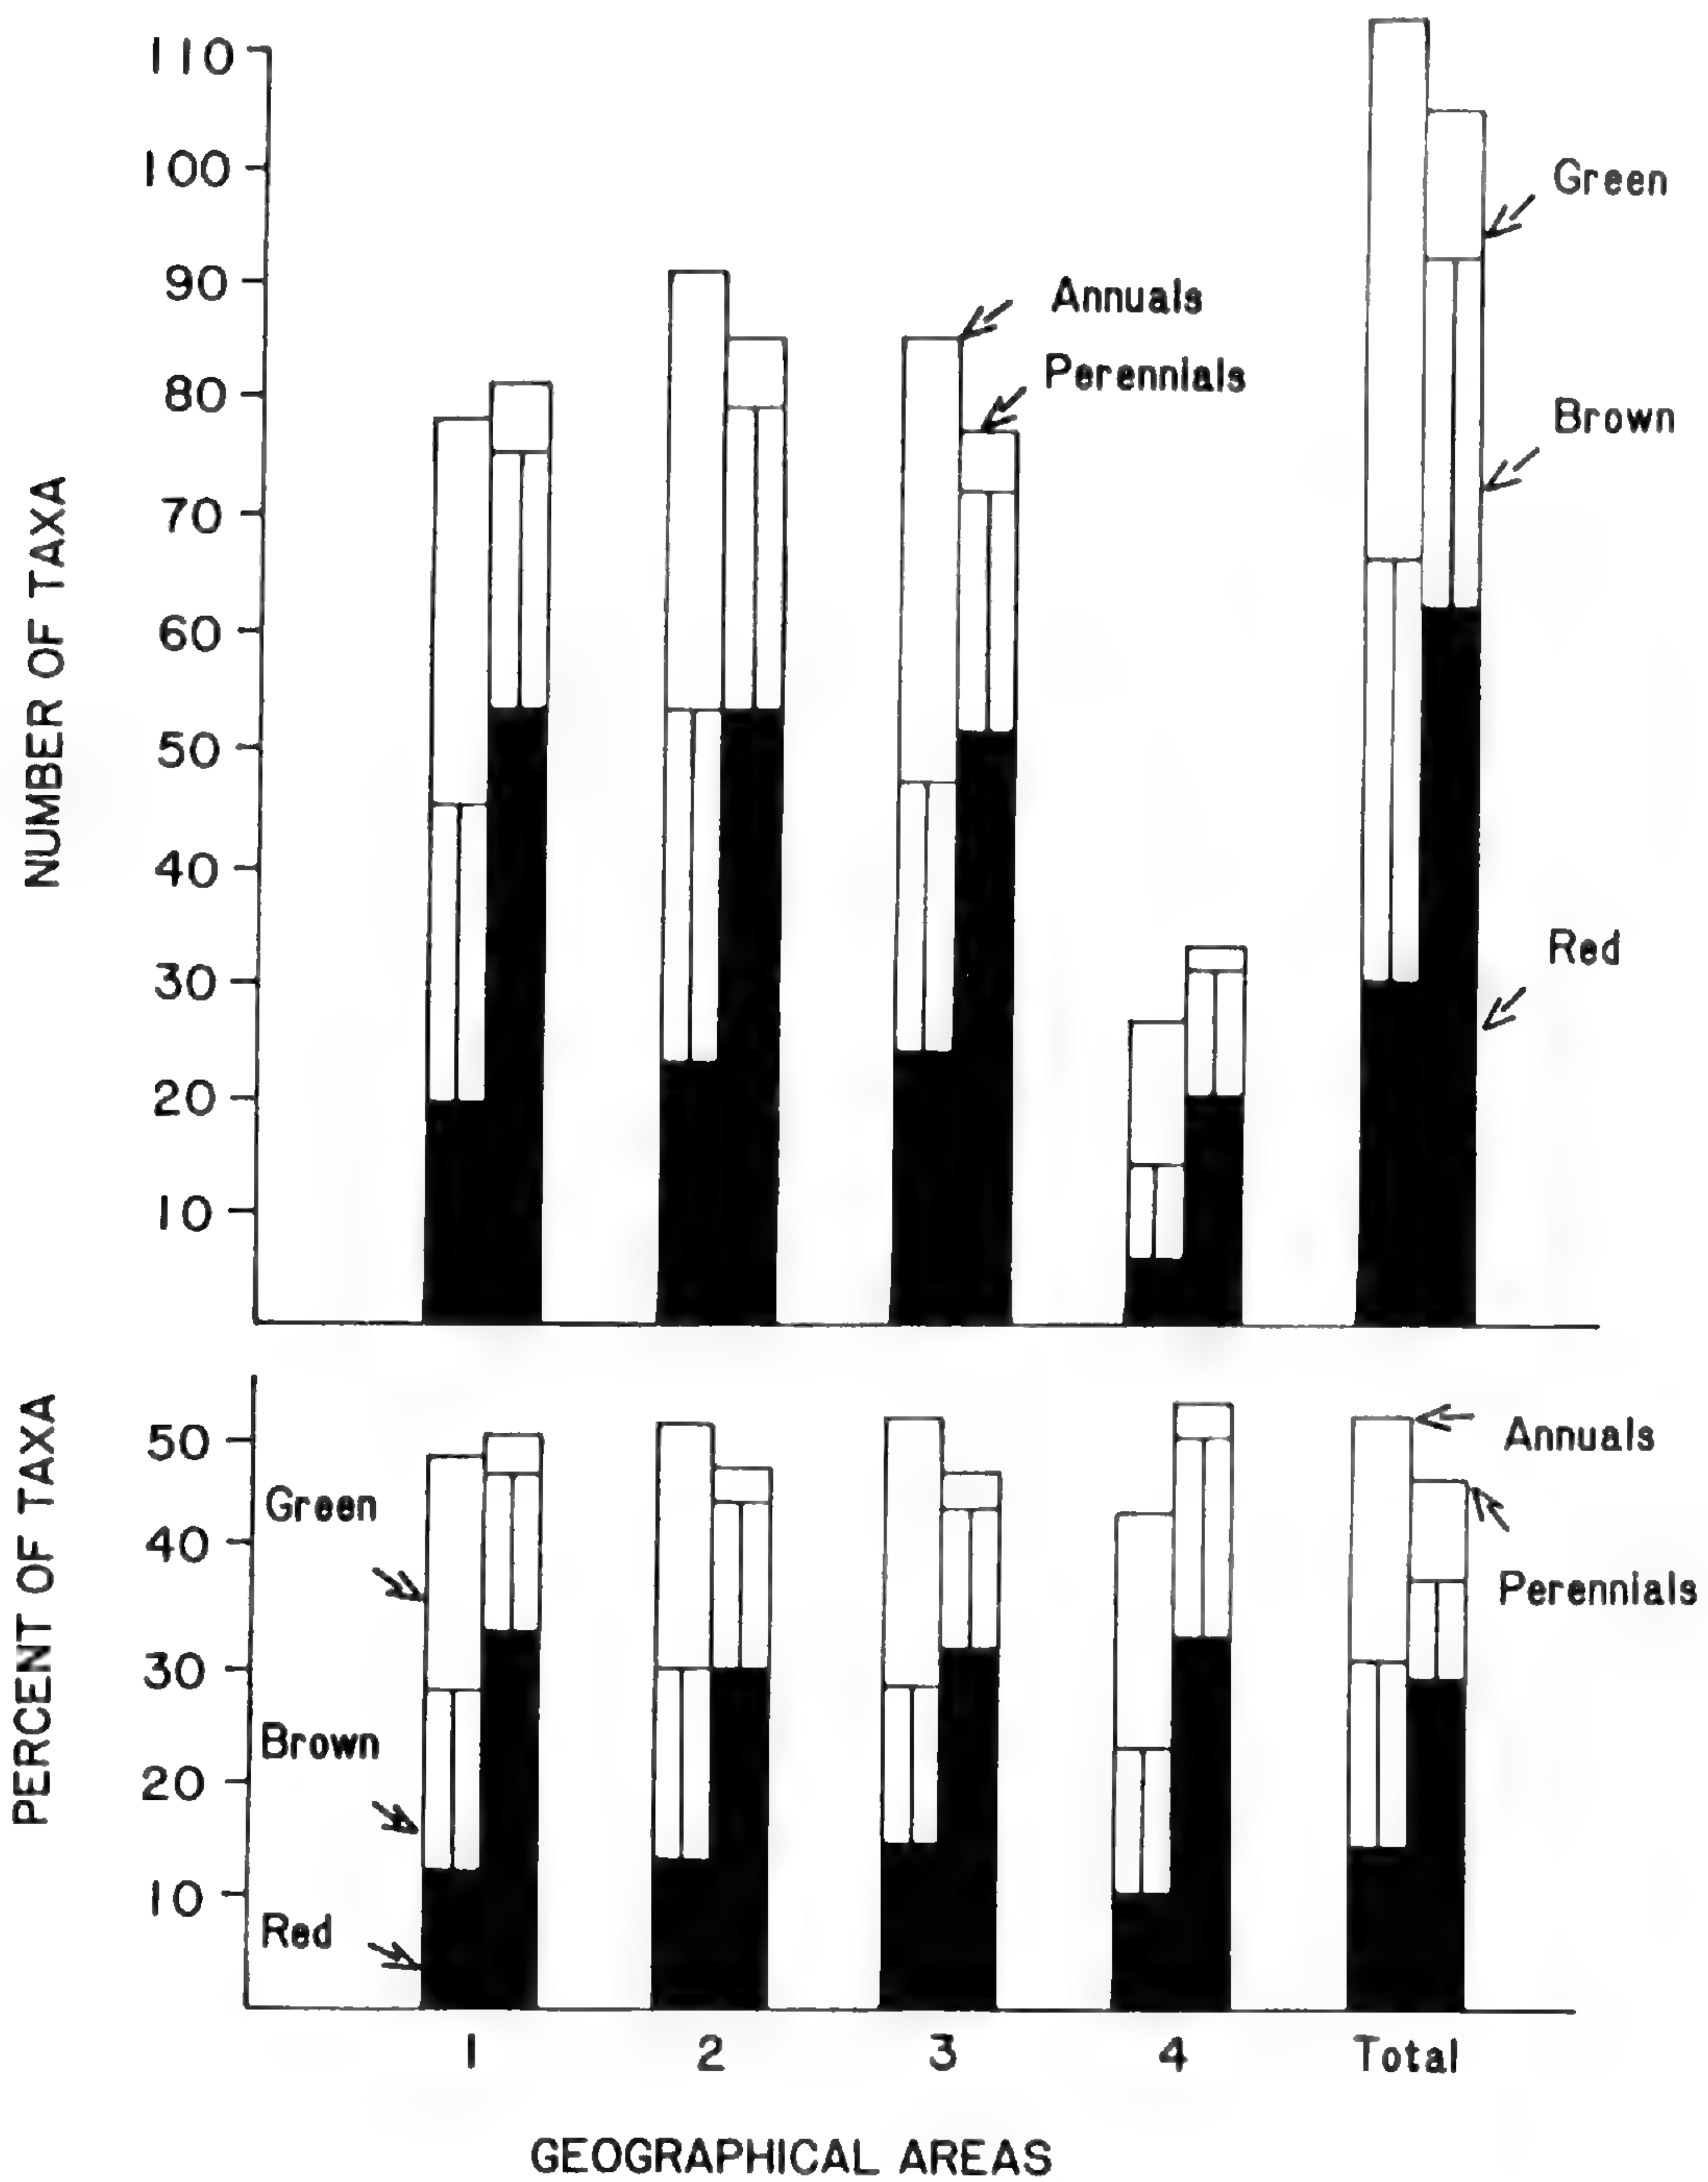 110
100
Green
90
Annuals
80
Perennials
Brown
70
60
50
40
30
Red
20
10
NUMBER OF TAXA
50
Annuals
Green
40
Perennials
30
Brown
20
10
Red
PERCENT OF TAXA
1 2 3 4 Total
GEOGRAPHICAL AREAS